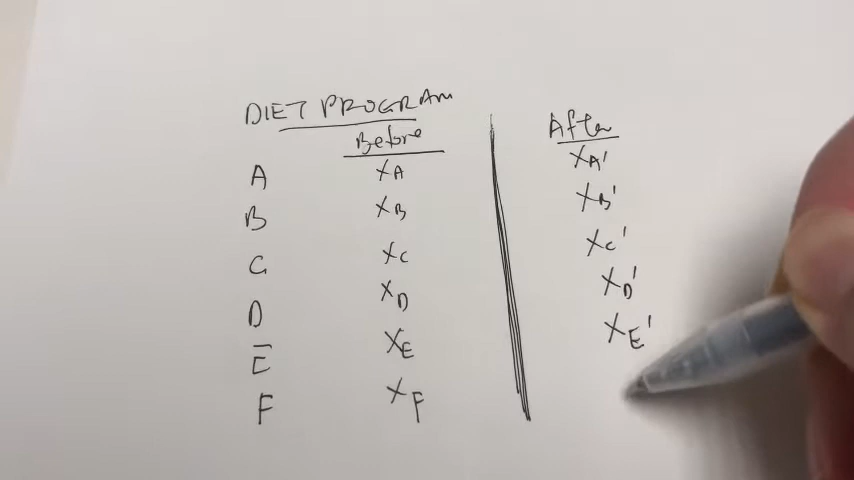 DIET PROGRAM
Before After
A XA XA'
B XB XB'
C XC XC'
D XD XD'
E XE XE'
F XF